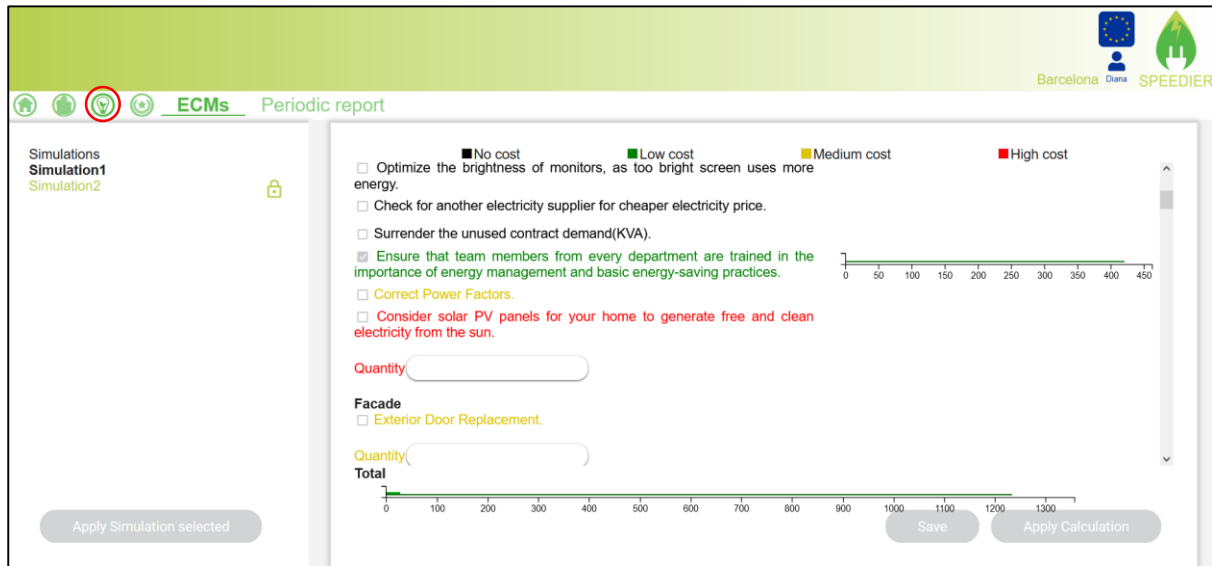 Barcelona Diana SPEEDIER
ECMs Periodic report
Simulations
Simulation1
Simulation2
No cost Low cost Medium cost High cost
Optimize the brightness of monitors, as too bright screen uses more
energy.
Check for another electricity supplier for cheaper electricity price.
Surrender the unused contract demand(KVA).
Ensure that team members from every department are trained in the
importance of energy management and basic energy-saving practices.
0 50 100 150 200 250 300 350 400 450
Correct Power Factors.
Consider solar PV panels for your home to generate free and clean
electricity from the sun.
Quantity
Facade
Exterior Door Replacement.
Quantity
Total
0 100 200 300 400 500 600 700 800 900 1000 1100 1200 1300
Apply Simulation selected
Save
Apply Calculation